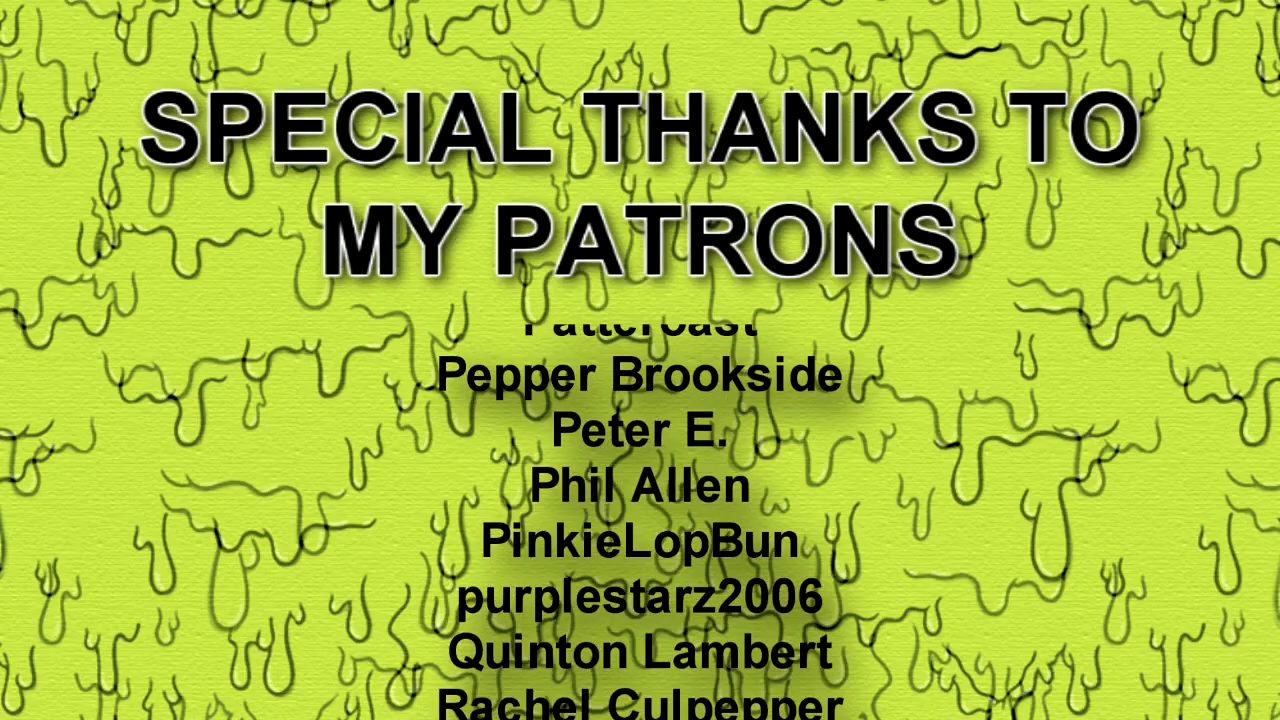 SPECIAL THANKS TO
MY PATRONS
Pepper Brookside
Peter E.
Phil Allen
PinkieLopBun
purplestarz2006
Quinton Lambert
Rachel Culpepper